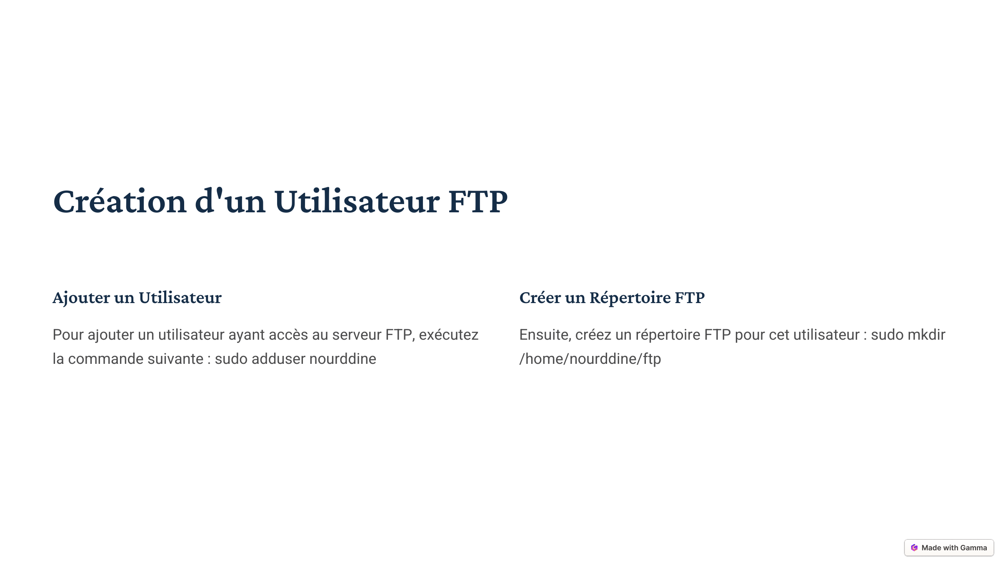 Création d'un Utilisateur FTP
Ajouter un Utilisateur
Pour ajouter un utilisateur ayant accès au serveur FTP, exécutez
la commande suivante : sudo adduser nourddine
Créer un Répertoire FTP
Ensuite, créez un répertoire FTP pour cet utilisateur : sudo mkdir
/home/nourddine/ftp
Made with Gamma